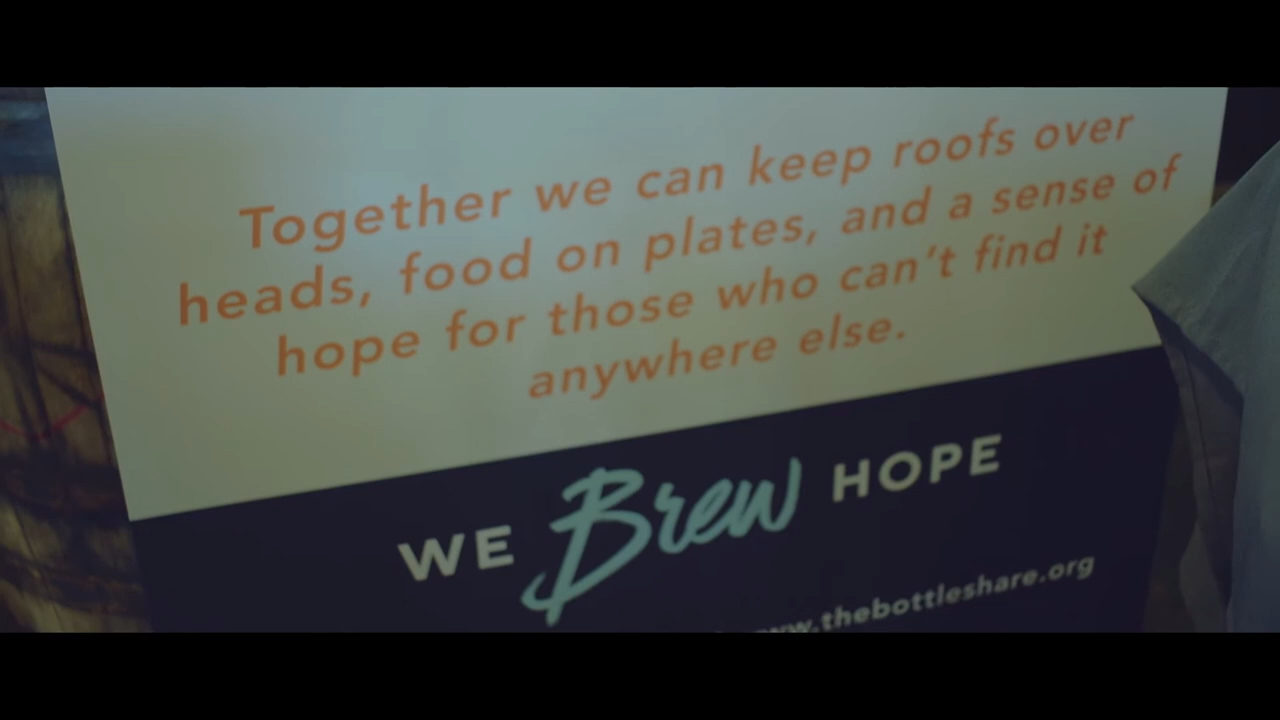 Together we can keep roofs over
heads, food on plates, and a sense of
hope for those who can't find it
anywhere else.
WE Brew HOPE
www.thebottleshare.org